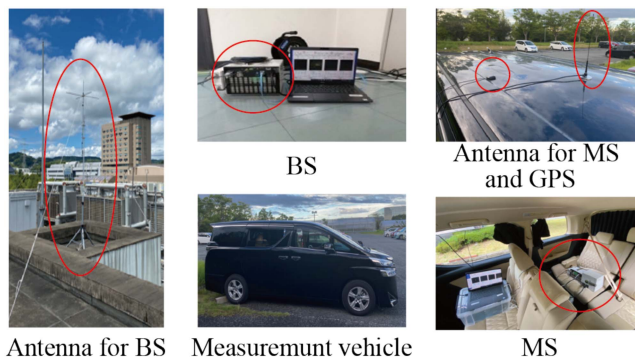 BS
Antenna for MS
and GPS
Antenna for BS
Measuremunt vehicle
MS